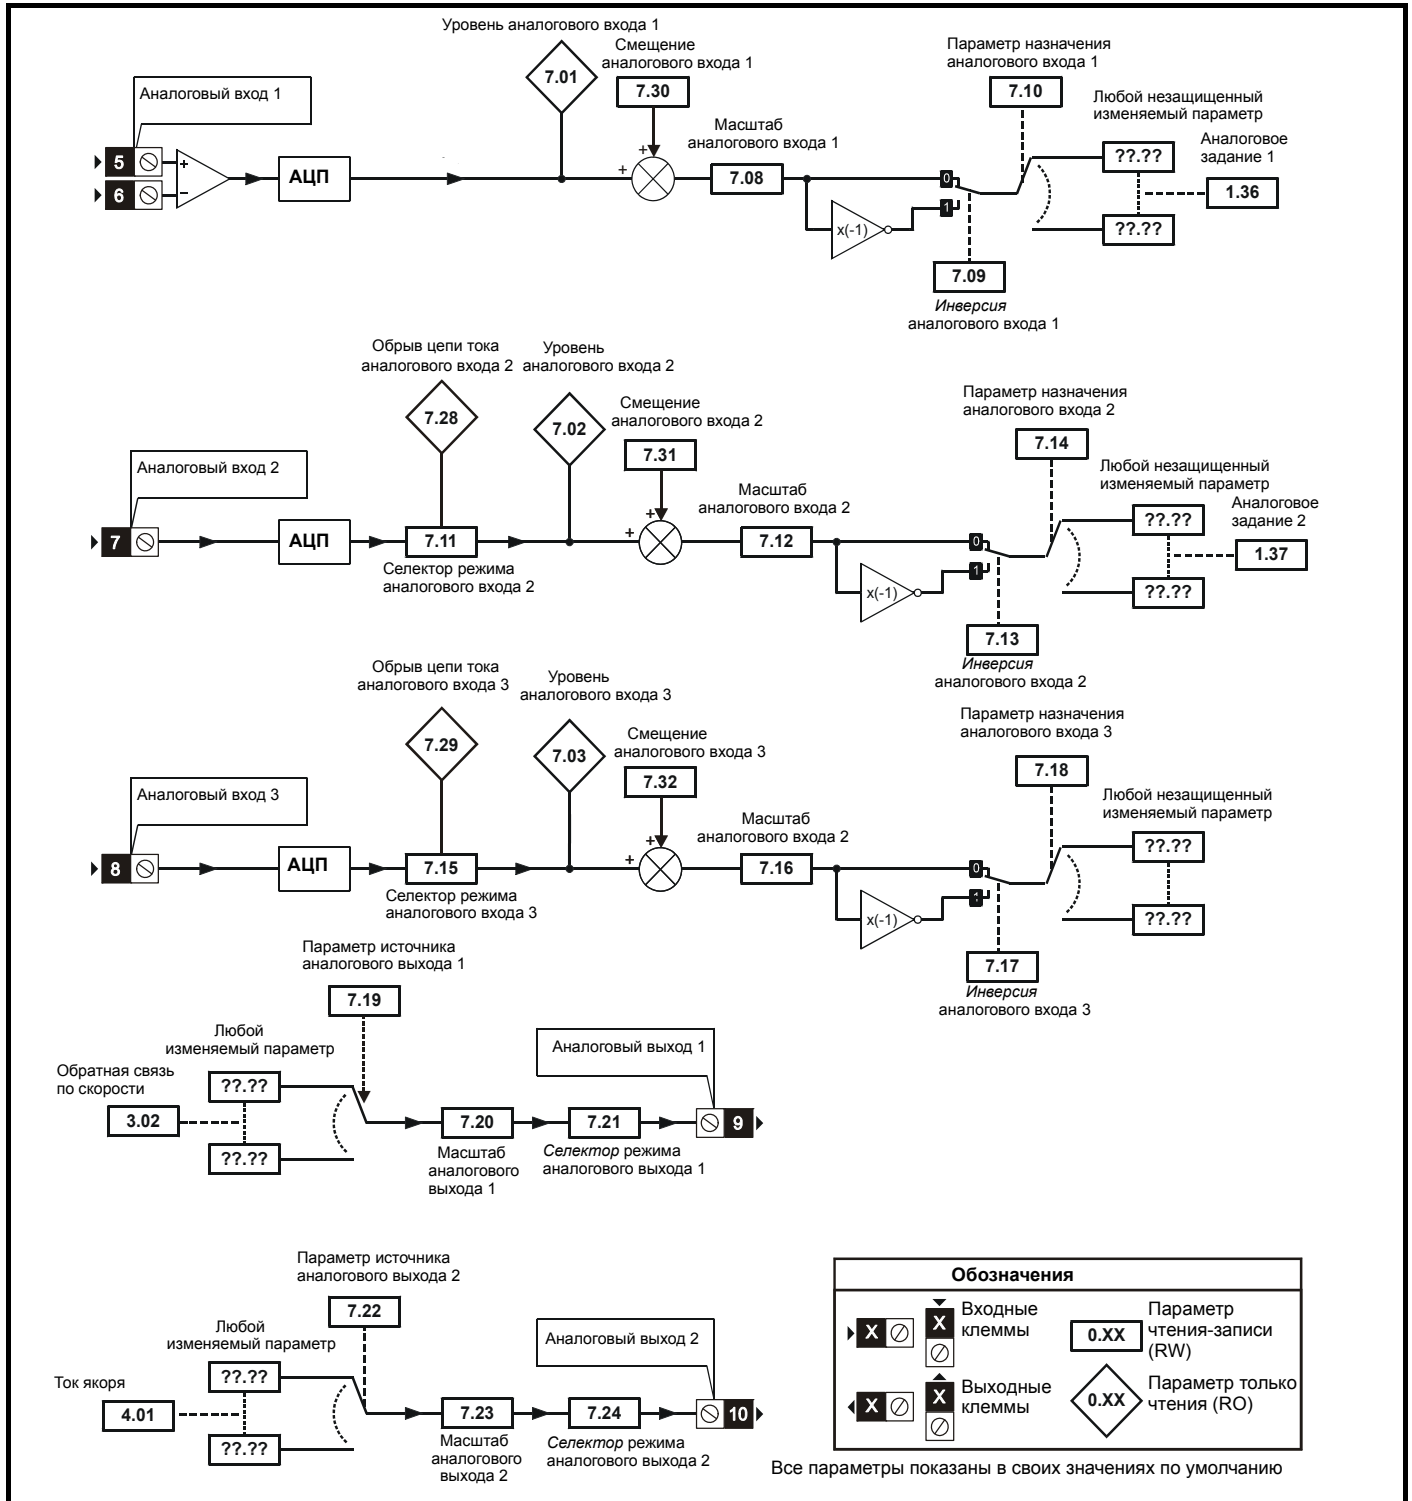 Уровень аналогового входа 1
7.01
Смещение
аналогового входа 1
7.30
Параметр назначения
аналогового входа 1
7.10
Аналоговый вход 1
5
6
+
−
АЦП
+
+
Масштаб
аналогового входа 1
7.08
x(-1)
0
1
7.09
Инверсия
аналогового входа 1
Любой незащищенный
изменяемый параметр
??.??
??.??
Аналоговое
задание 1
1.36
Обрыв цепи тока
аналогового входа 2
7.28
Уровень
аналогового входа 2
7.02
Смещение
аналогового входа 2
7.31
Параметр назначения
аналогового входа 2
7.14
Аналоговый вход 2
7
АЦП
7.11
Селектор режима
аналогового входа 2
+
+
Масштаб
аналогового входа 2
7.12
x(-1)
0
1
7.13
Инверсия
аналогового входа 2
Любой незащищенный
изменяемый параметр
??.??
??.??
Аналоговое
задание 2
1.37
Обрыв цепи тока
аналогового входа 3
7.29
Уровень
аналогового входа 3
7.03
Смещение
аналогового входа 3
7.32
Параметр назначения
аналогового входа 3
7.18
Аналоговый вход 3
8
АЦП
7.15
Селектор режима
аналогового входа 3
+
+
Масштаб
аналогового входа 2
7.16
x(-1)
0
1
7.17
Инверсия
аналогового входа 3
Любой незащищенный
изменяемый параметр
??.??
??.??
Параметр источника
аналогового выхода 1
7.19
Любой
изменяемый параметр
??.??
??.??
Обратная связь
по скорости
3.02
7.20
Масштаб
аналогового
выхода 1
7.21
Селектор режима
аналогового выхода 1
Аналоговый выход 1
9
Параметр источника
аналогового выхода 2
7.22
Любой
изменяемый параметр
??.??
??.??
Ток якоря
4.01
7.23
Масштаб
аналогового
выхода 2
7.24
Селектор режима
аналогового выхода 2
Аналоговый выход 2
10
Обозначения
X
X
Входные
клеммы
0.XX
Параметр
чтения-записи
(RW)
X
X
Выходные
клеммы
0.XX
Параметр только
чтения (RO)
Все параметры показаны в своих значениях по умолчанию